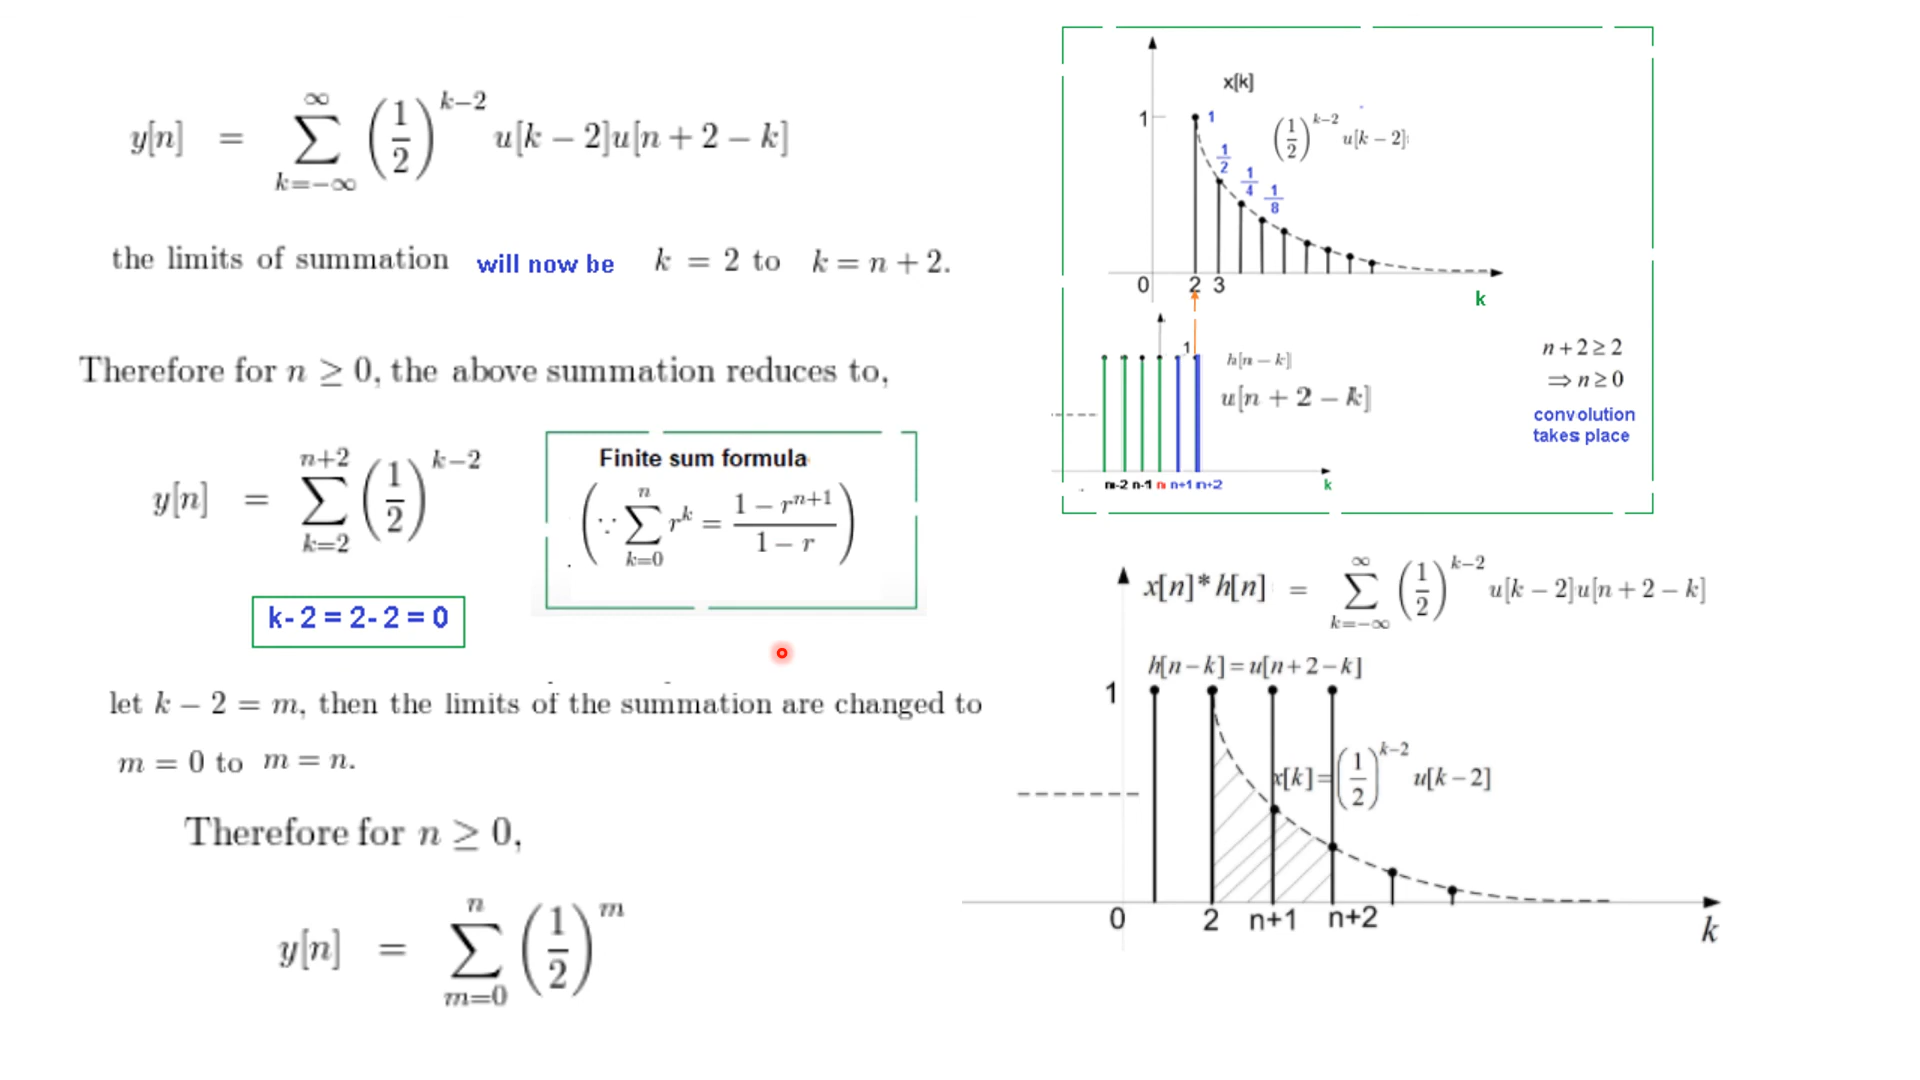 y[n] = ∑_{k=−∞}^{∞} (1/2)^{k−2} u[k − 2]u[n + 2 − k]
the limits of summation will now be k = 2 to k = n + 2.
Therefore for n ≥ 0, the above summation reduces to,
y[n] = ∑_{k=2}^{n+2} (1/2)^{k−2}
Finite sum formula
(∵ ∑_{k=0}^{n} r^k = (1 − r^{n+1})/(1 − r))
k- 2 = 2- 2 = 0
let k − 2 = m, then the limits of the summation are changed to
m = 0 to m = n.
Therefore for n ≥ 0,
y[n] = ∑_{m=0}^{n} (1/2)^m
x[k]
1
1
(1/2)^{k−2} u[k − 2]
1/2
1/4
1/8
0 2 3
k
1
h[n − k]
u[n + 2 − k]
n + 2 ≥ 2
⇒ n ≥ 0
convolution
takes place
n-2 n-1 n n+1 n+2
k
x[n] * h[n] = ∑_{k=−∞}^{∞} (1/2)^{k−2} u[k − 2]u[n + 2 − k]
h[n − k] = u[n + 2 − k]
1
x[k] = (1/2)^{k−2} u[k − 2]
0 2 n+1 n+2
k